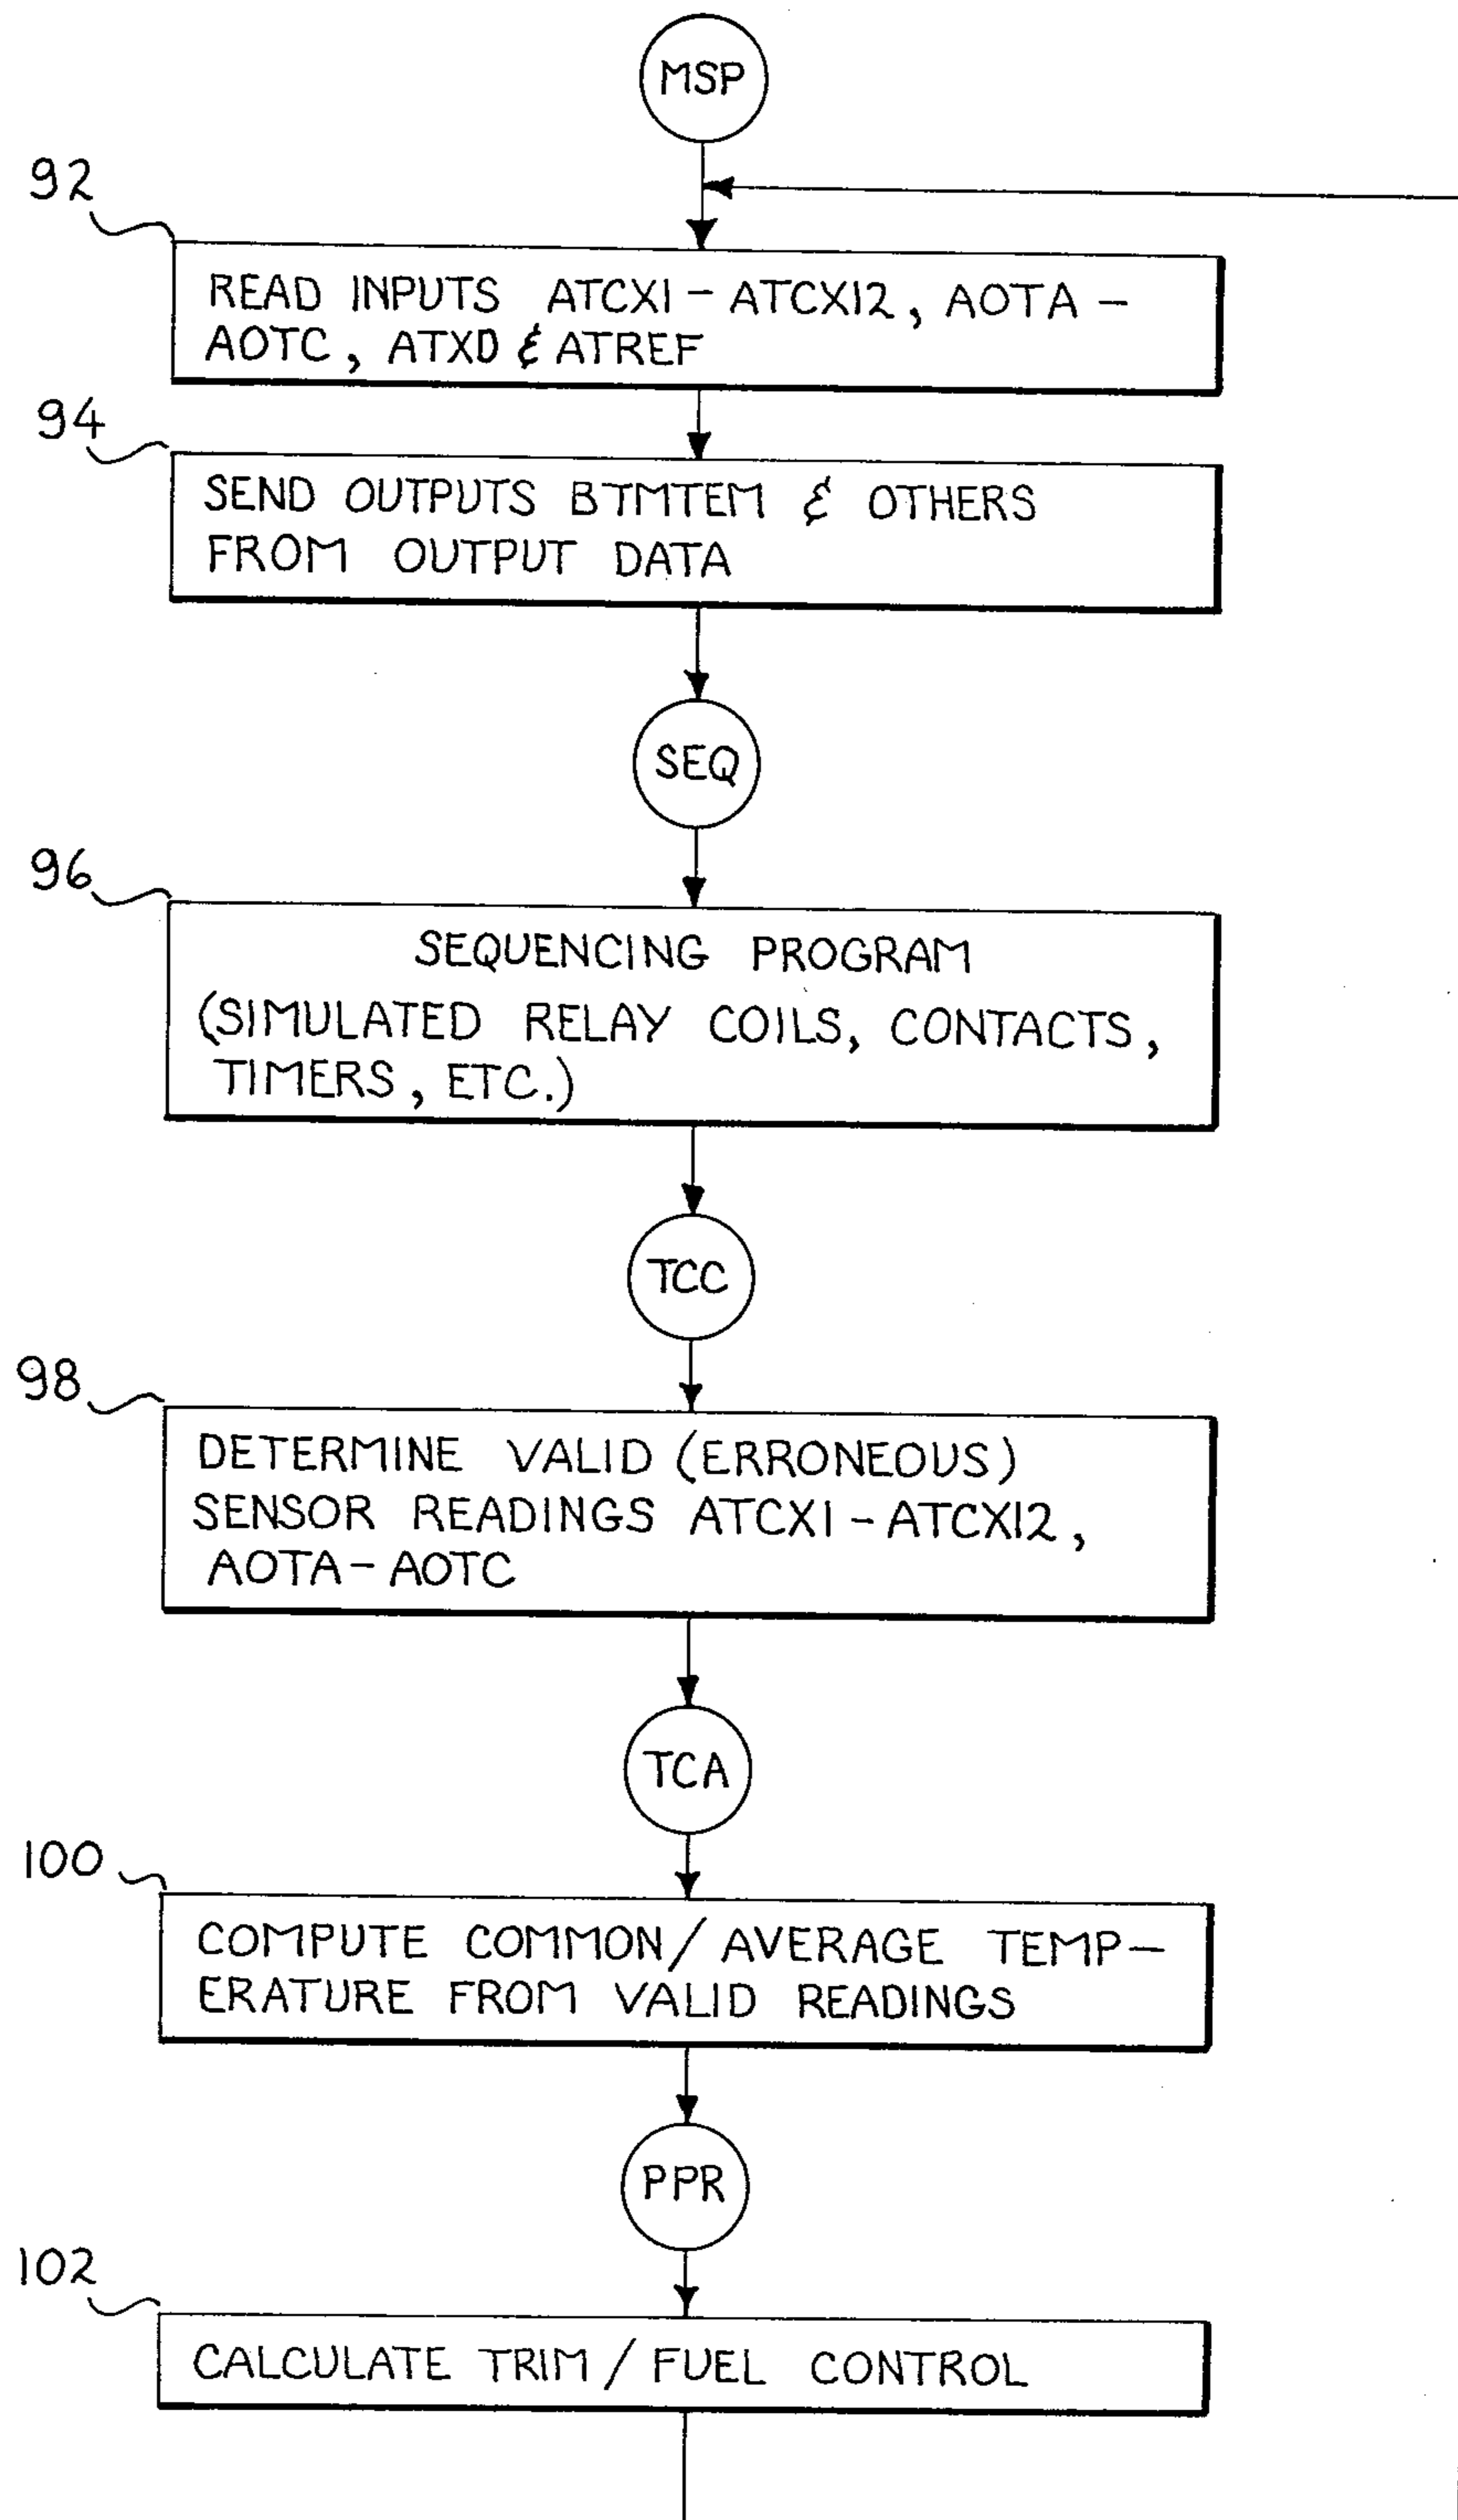 MSP
92
READ INPUTS ATCX1 - ATCX12, AOTA -
AOTC, ATXD & ATREF
94
SEND OUTPUTS BTMTEM & OTHERS
FROM OUTPUT DATA
SEQ
96
SEQUENCING PROGRAM
(SIMULATED RELAY COILS, CONTACTS,
TIMERS, ETC.)
TCC
98
DETERMINE VALID (ERRONEOUS)
SENSOR READINGS ATCX1 - ATCX12,
AOTA - AOTC
TCA
100
COMPUTE COMMON/AVERAGE TEMP-
ERATURE FROM VALID READINGS
PPR
102
CALCULATE TRIM/FUEL CONTROL